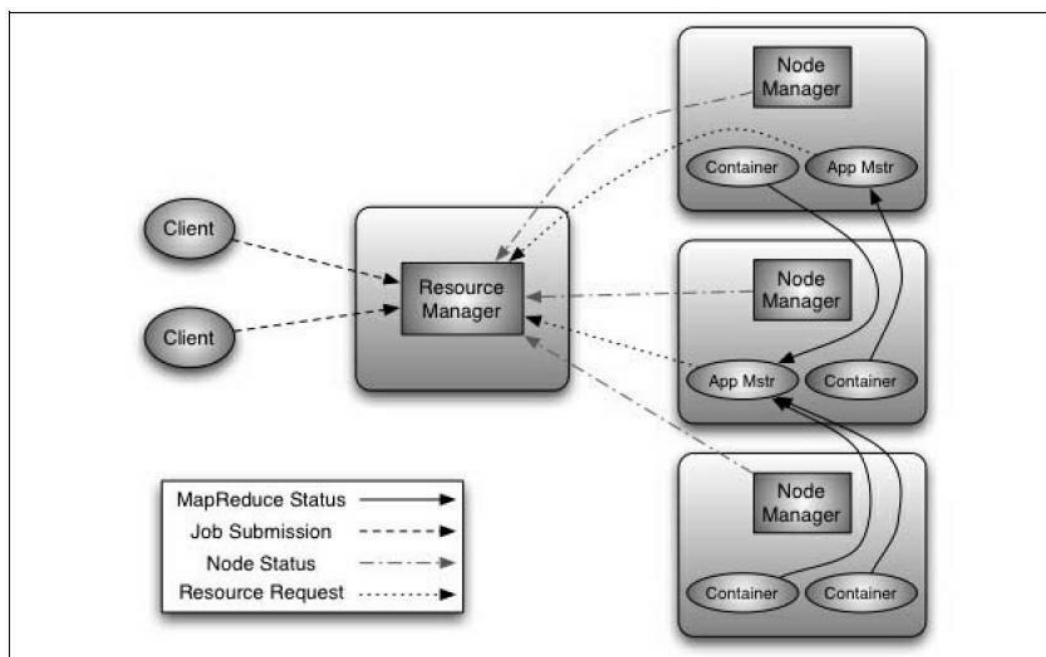 Node
Manager
Container
App Mstr
Client
Client
Resource
Manager
Node
Manager
App Mstr
Container
Node
Manager
Container
Container
MapReduce Status
Job Submission
Node Status
Resource Request